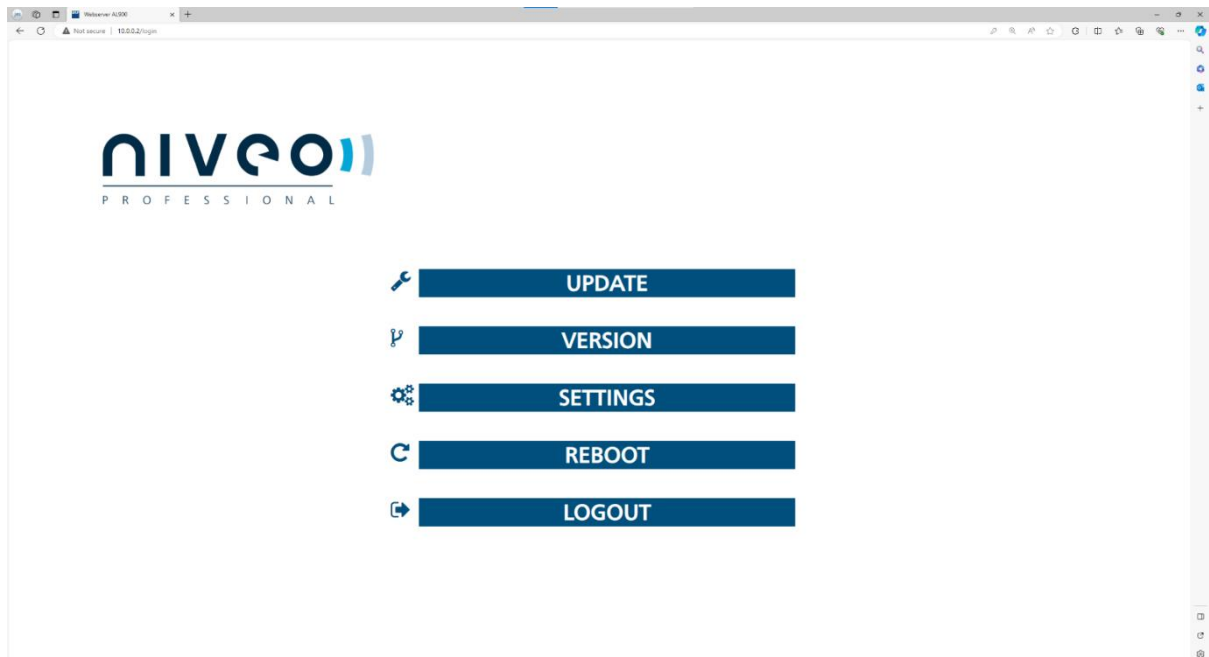 Webserver AL900
Not secure | 10.0.0.2/login
niveo
PROFESSIONAL
UPDATE
VERSION
SETTINGS
REBOOT
LOGOUT